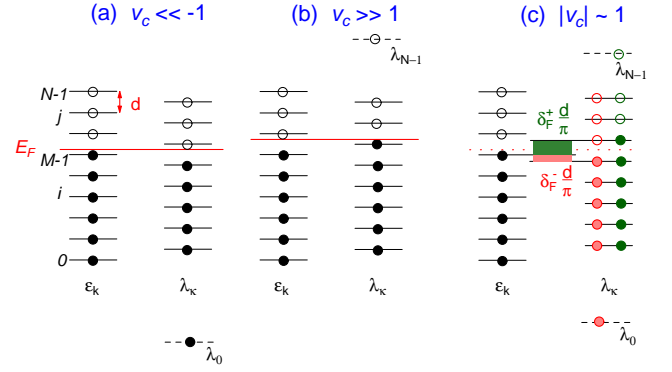 (a) v_c << -1
(b) v_c >> 1
(c) |v_c| ~ 1
λ_{N-1}
λ_{N-1}
N-1
d
j
δ_F^+ d/π
E_F
M-1
δ_F^- d/π
i
0
ε_k
λ_κ
ε_k
λ_κ
ε_k
λ_κ
λ_0
λ_0